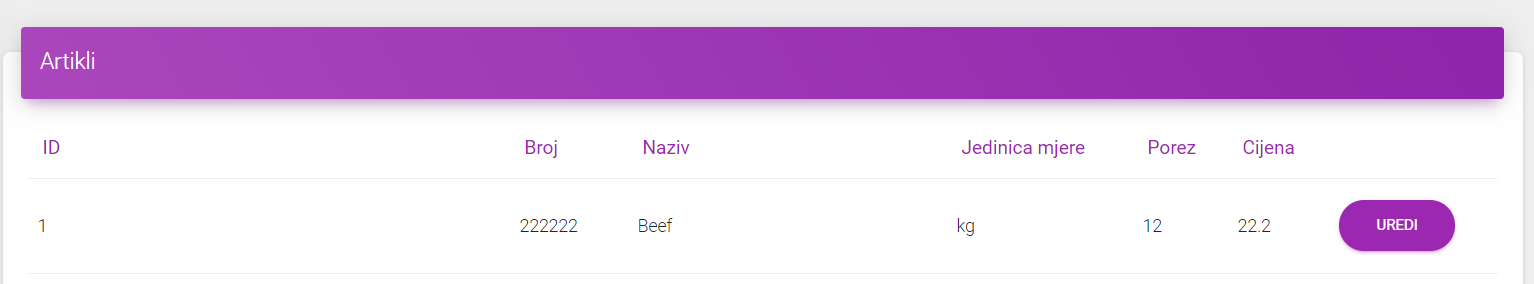 Artikli
ID Broj Naziv Jedinica mjere Porez Cijena
1 222222 Beef kg 12 22.2 UREDI